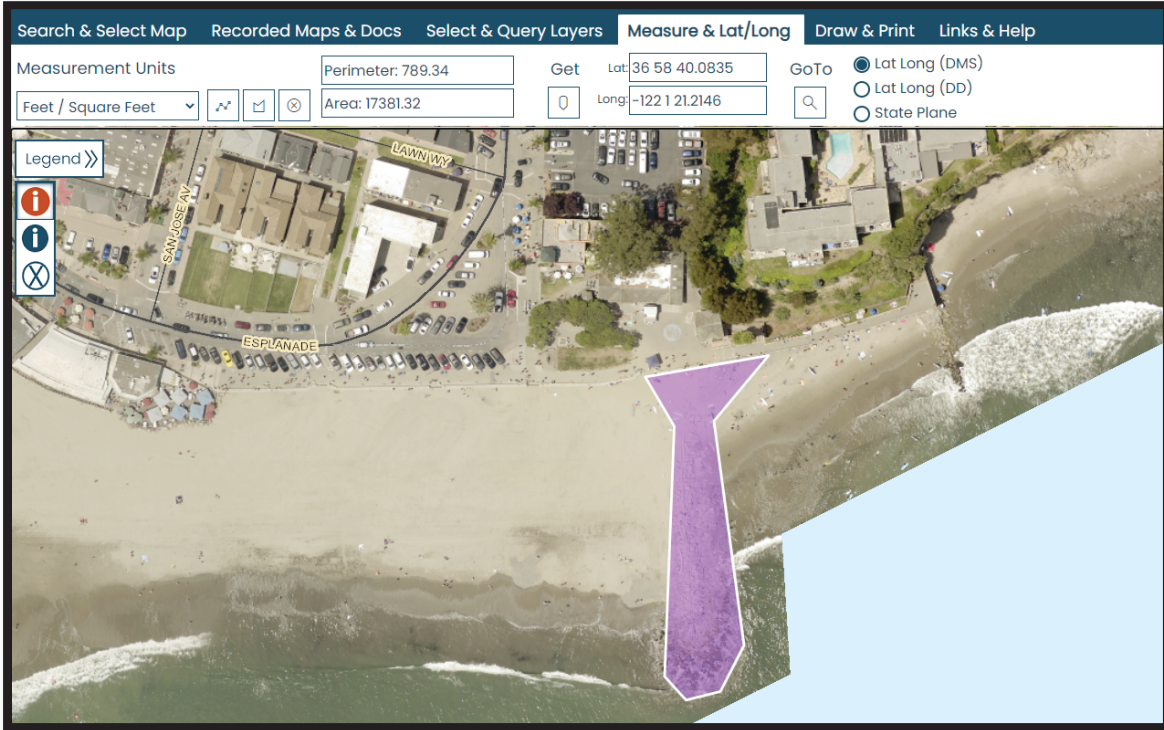 Search & Select Map Recorded Maps & Docs Select & Query Layers Measure & Lat/Long Draw & Print Links & Help
Measurement Units
Feet / Square Feet
Perimeter: 789.34
Area: 17381.32
Get
Lat: 36 58 40.0835
Long: -122 1 21.2146
GoTo
Lat Long (DMS)
Lat Long (DD)
State Plane
Legend
LAWN WY
SAN JOSE AV
ESPLANADE